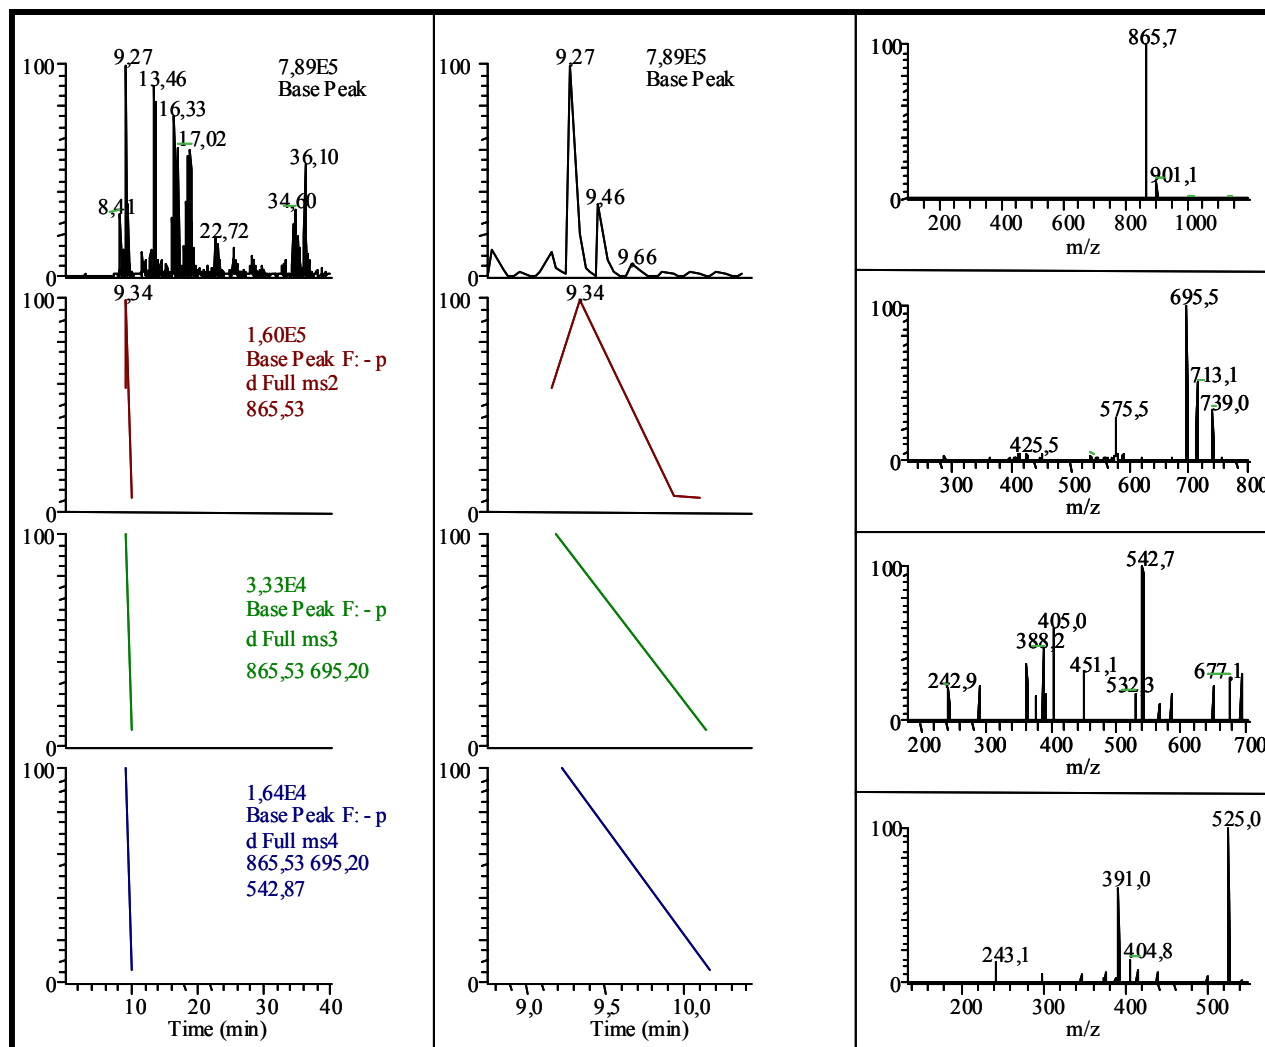 9,27
100
13,46
16,33
17,02
8,41
22,72
34,60
36,10
0
7,89E5
Base Peak
9,34
100
0
1,60E5
Base Peak F: - p
d Full ms2
865,53
100
0
3,33E4
Base Peak F: - p
d Full ms3
865,53 695,20
100
0
1,64E4
Base Peak F: - p
d Full ms4
865,53 695,20
542,87
10 20 30 40
Time (min)
9,27
100
9,46
9,66
0
7,89E5
Base Peak
9,34
100
0
100
0
100
0
9,0 9,5 10,0
Time (min)
865,7
100
901,1
0
200 400 600 800 1000
m/z
695,5
100
713,1
739,0
575,5
425,5
0
300 400 500 600 700 800
m/z
542,7
100
405,0
388,2
451,1
532,3
677,1
242,9
0
200 300 400 500 600 700
m/z
525,0
100
391,0
404,8
243,1
0
200 300 400 500
m/z